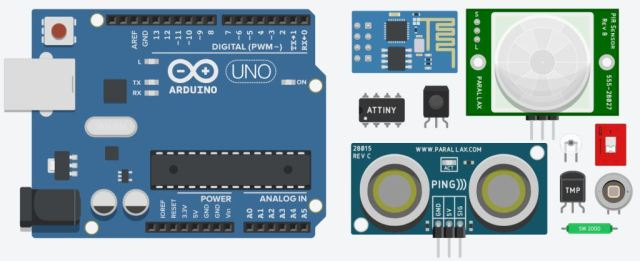 AREF
GND
13
12
~11
~10
~9
8
7
~6
~5
4
~3
2
TX→1
RX←0
DIGITAL (PWM~)
L
TX
RX
UNO
ARDUINO
ON
POWER
ANALOG IN
IOREF
RESET
3.3V
5V
GND
GND
Vin
A0
A1
A2
A3
A4
A5
ATTINY
PIR Sensor
Rev B
555-28027
PARALLAX
28015
REV C
WWW.PARALLAX.COM
ACT
PING)))
GND
5V
SIG
TMP
5W 200Ω